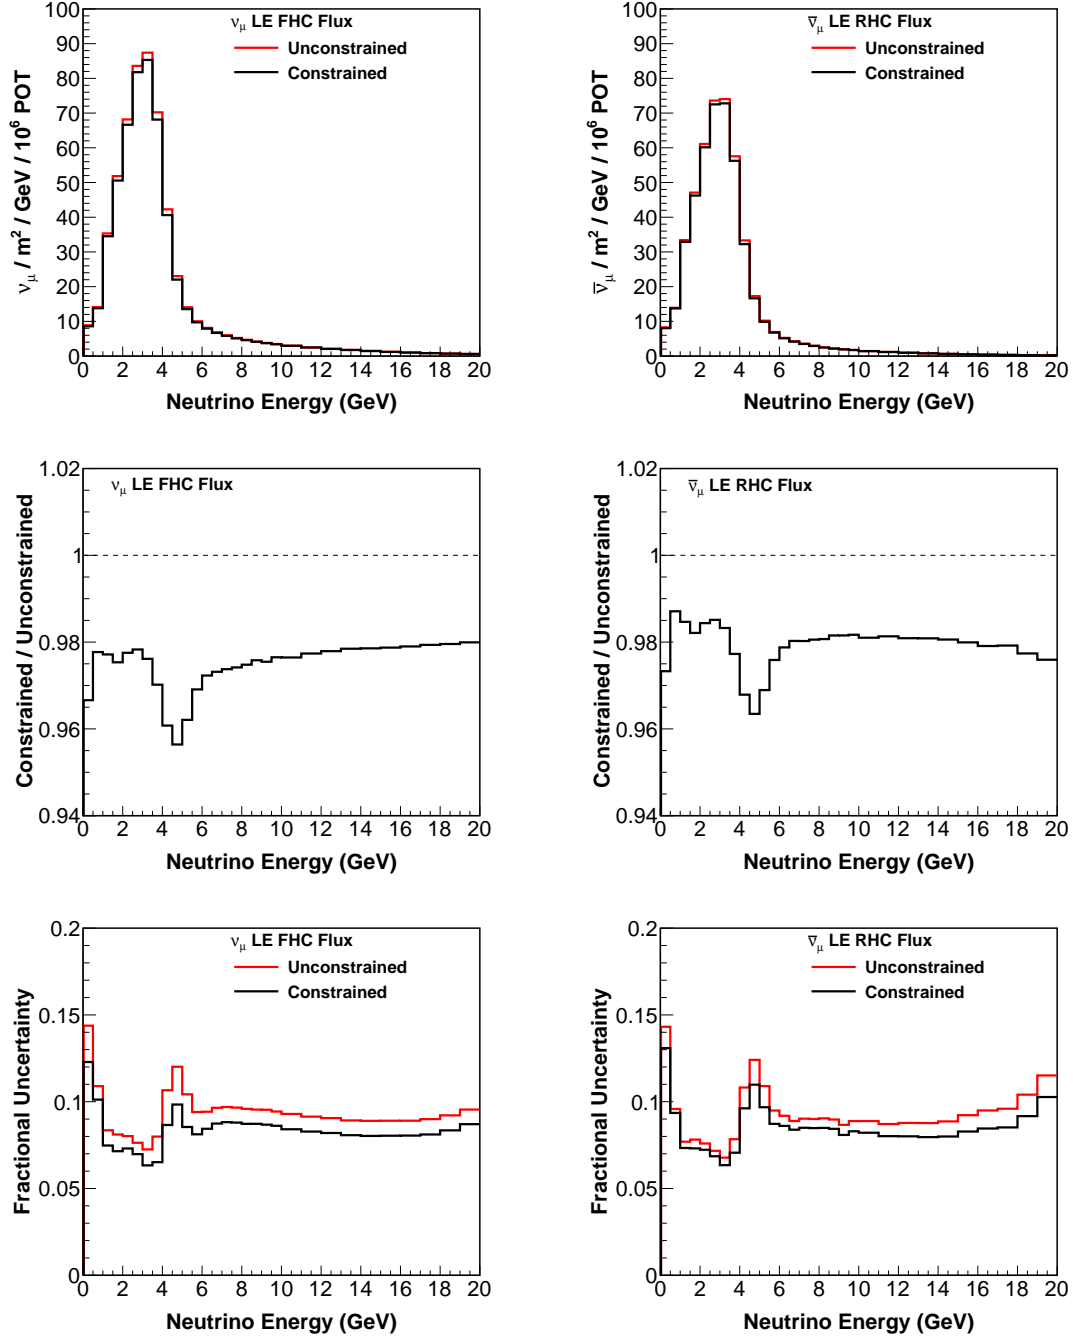 ν_μ LE FHC Flux
Unconstrained
Constrained
ν_μ / m² / GeV / 10⁶ POT
100
90
80
70
60
50
40
30
20
10
0
0 2 4 6 8 10 12 14 16 18 20
Neutrino Energy (GeV)
ν̅_μ LE RHC Flux
Unconstrained
Constrained
ν̅_μ / m² / GeV / 10⁶ POT
100
90
80
70
60
50
40
30
20
10
0
0 2 4 6 8 10 12 14 16 18 20
Neutrino Energy (GeV)
ν_μ LE FHC Flux
Constrained / Unconstrained
1.02
1
0.98
0.96
0.94
0 2 4 6 8 10 12 14 16 18 20
Neutrino Energy (GeV)
ν̅_μ LE RHC Flux
Constrained / Unconstrained
1.02
1
0.98
0.96
0.94
0 2 4 6 8 10 12 14 16 18 20
Neutrino Energy (GeV)
ν_μ LE FHC Flux
Unconstrained
Constrained
Fractional Uncertainty
0.2
0.15
0.1
0.05
0
0 2 4 6 8 10 12 14 16 18 20
Neutrino Energy (GeV)
ν̅_μ LE RHC Flux
Unconstrained
Constrained
Fractional Uncertainty
0.2
0.15
0.1
0.05
0
0 2 4 6 8 10 12 14 16 18 20
Neutrino Energy (GeV)